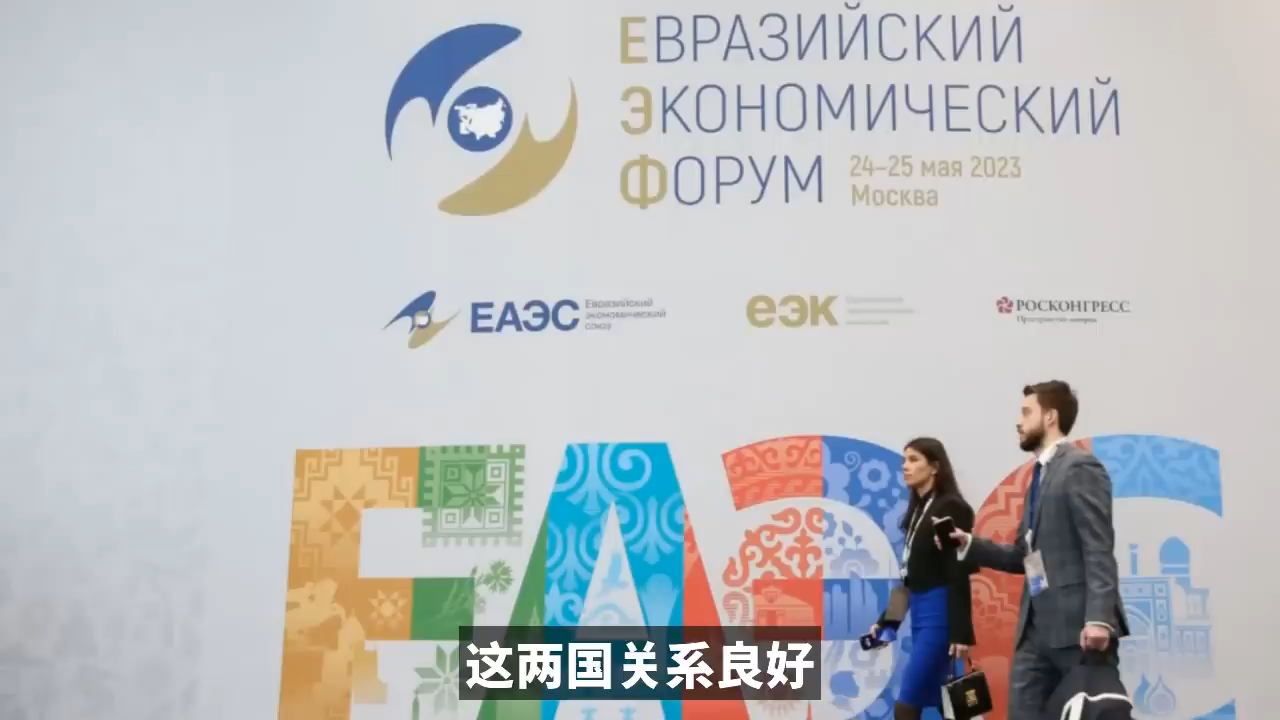 ЕВРАЗИЙСКИЙ
ЭКОНОМИЧЕСКИЙ
ФОРУМ
24–25 мая 2023
Москва
ЕАЭС
Евразийский
экономический
союз
еэк
РОСКОНГРЕСС
ЕАЭС
这两国关系良好